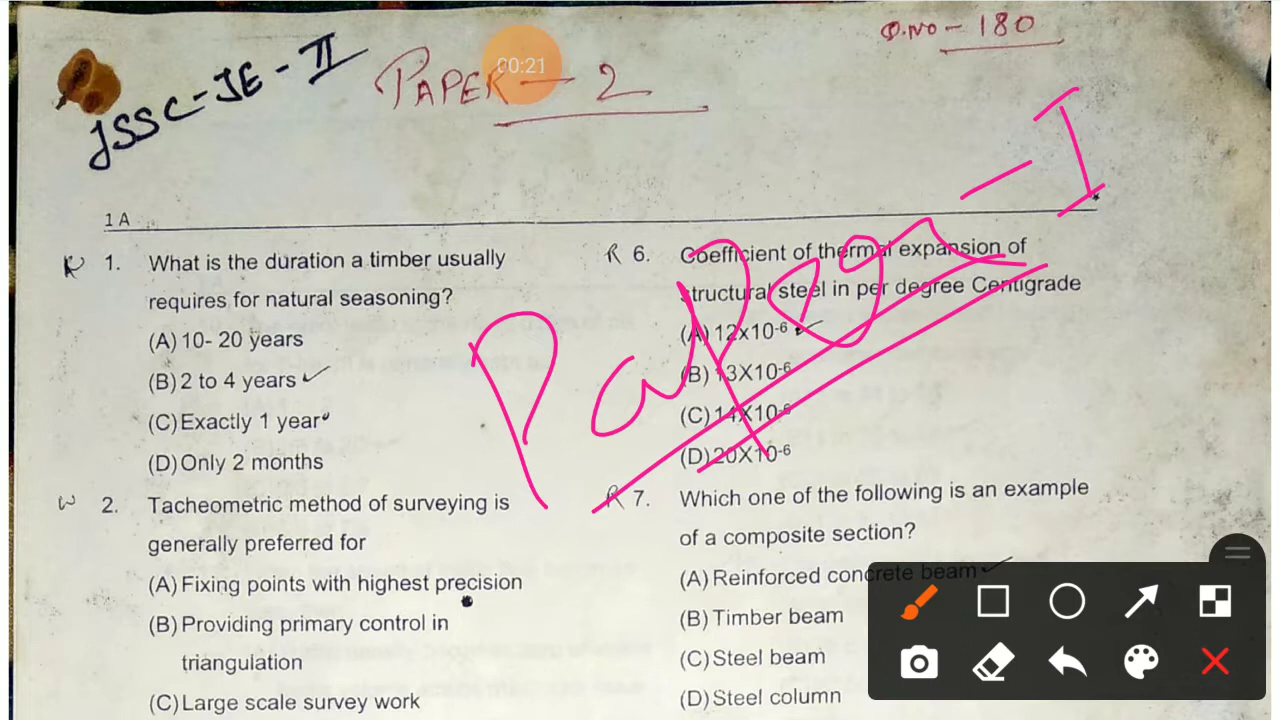 JSSC-JE-II
PAPER - 2
00:21
Q.NO - 180
Paper - I
1 A
R 1. What is the duration a timber usually
requires for natural seasoning?
(A) 10- 20 years
(B) 2 to 4 years
(C) Exactly 1 year
(D) Only 2 months
W 2. Tacheometric method of surveying is
generally preferred for
(A) Fixing points with highest precision
(B) Providing primary control in
triangulation
(C) Large scale survey work
R 6. Coefficient of thermal expansion of
structural steel in per degree Centigrade
(A) 12x10-6
(B) 13X10-6
(C) 14X10-6
(D) 20X10-6
R 7. Which one of the following is an example
of a composite section?
(A) Reinforced concrete beam
(B) Timber beam
(C) Steel beam
(D) Steel column